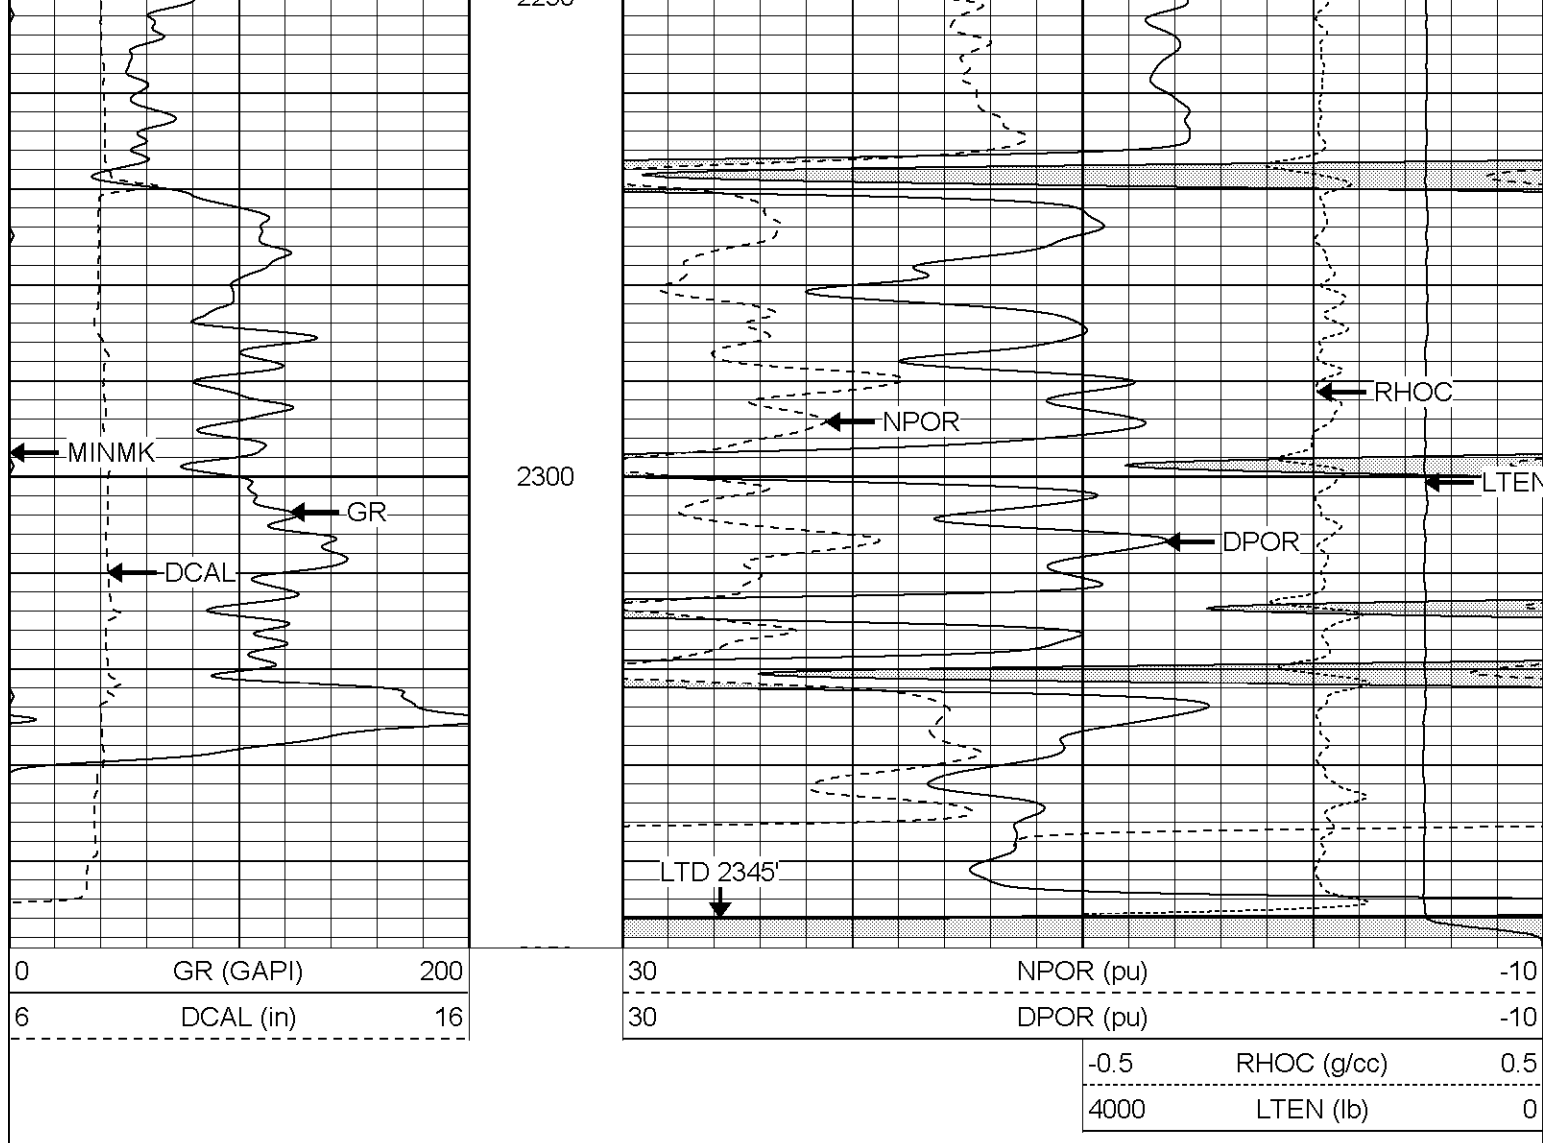 RHOC
NPOR
MINMK
2300
LTEN
GR
DPOR
DCAL
LTD 2345'
0 GR (GAPI) 200
30 NPOR (pu) -10
6 DCAL (in) 16
30 DPOR (pu) -10
-0.5 RHOC (g/cc) 0.5
4000 LTEN (lb) 0